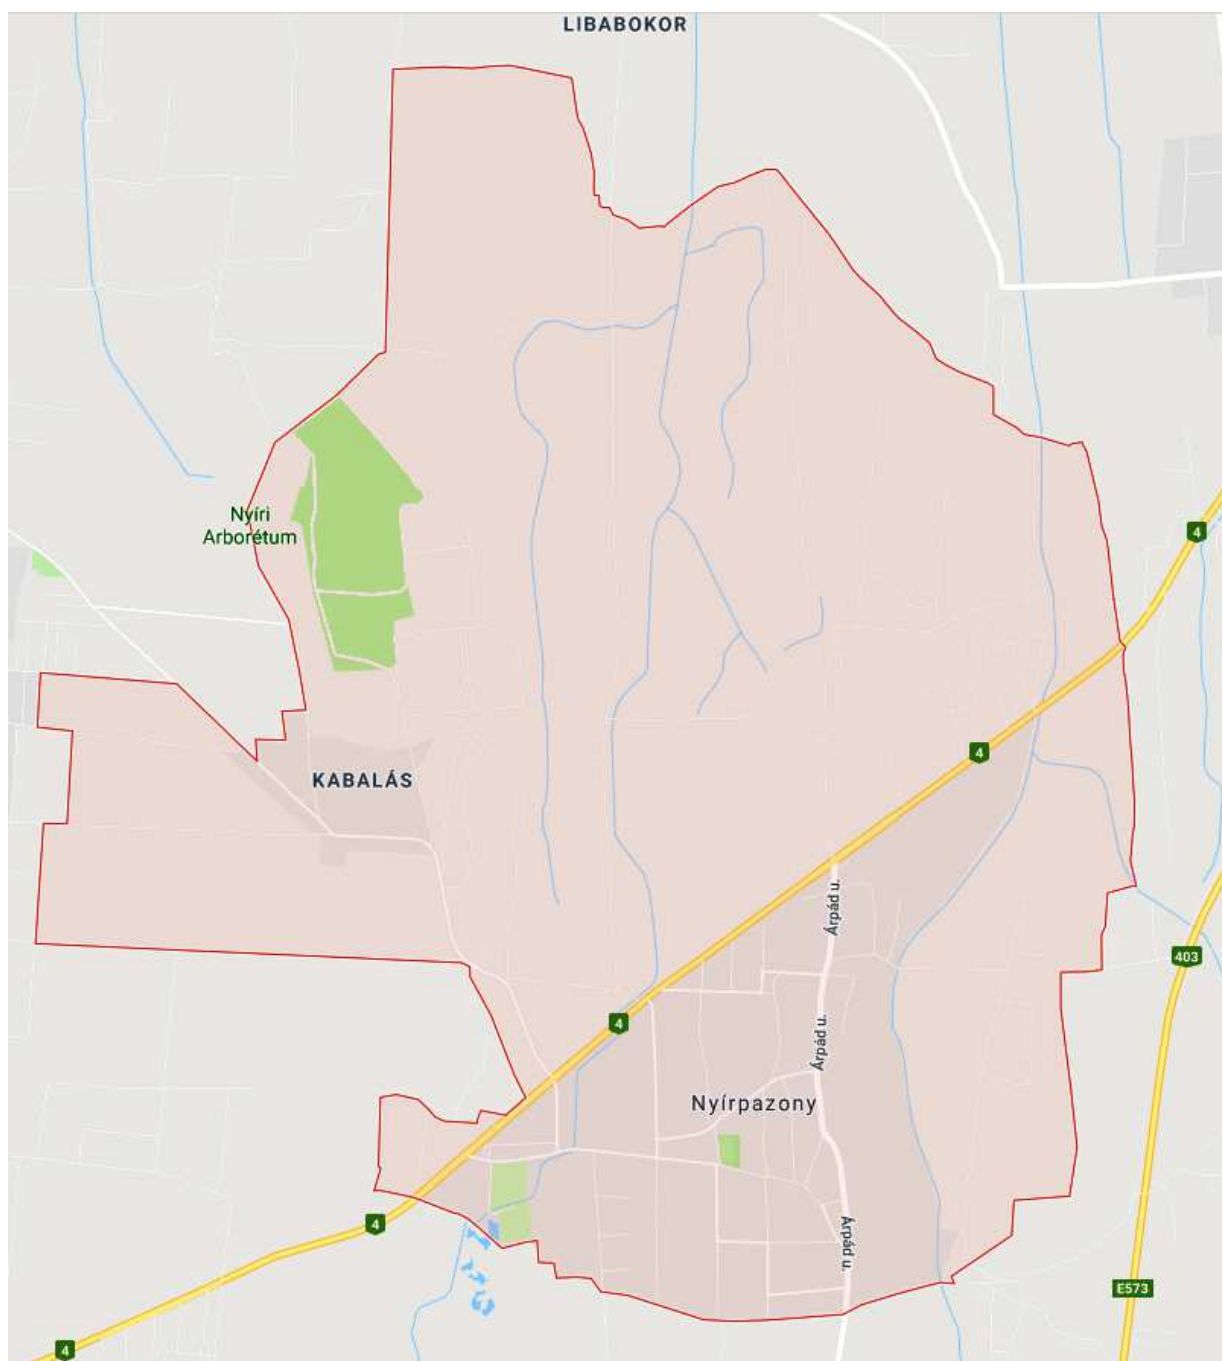 LIBABOKOR
Nyíri
Arborétum
4
KABALÁS
4
Árpád u.
403
4
Árpád u.
Nyírpazony
4
Árpád u.
E573
4